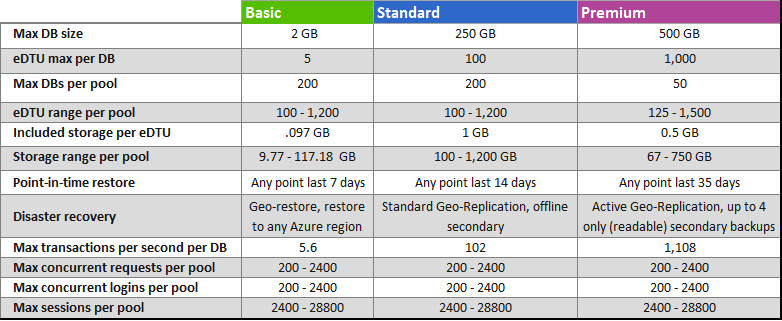 Basic Standard Premium
Max DB size 2 GB 250 GB 500 GB
eDTU max per DB 5 100 1,000
Max DBs per pool 200 200 50
eDTU range per pool 100 - 1,200 100 - 1,200 125 - 1,500
Included storage per eDTU .097 GB 1 GB 0.5 GB
Storage range per pool 9.77 - 117.18 GB 100 - 1,200 GB 67 - 750 GB
Point-in-time restore Any point last 7 days Any point last 14 days Any point last 35 days
Disaster recovery
Geo-restore, restore
to any Azure region
Standard Geo-Replication, offline
secondary
Active Geo-Replication, up to 4
only (readable) secondary backups
Max transactions per second per DB 5.6 102 1,108
Max concurrent requests per pool 200 - 2400 200 - 2400 200 - 2400
Max concurrent logins per pool 200 - 2400 200 - 2400 200 - 2400
Max sessions per pool 2400 - 28800 2400 - 28800 2400 - 28800